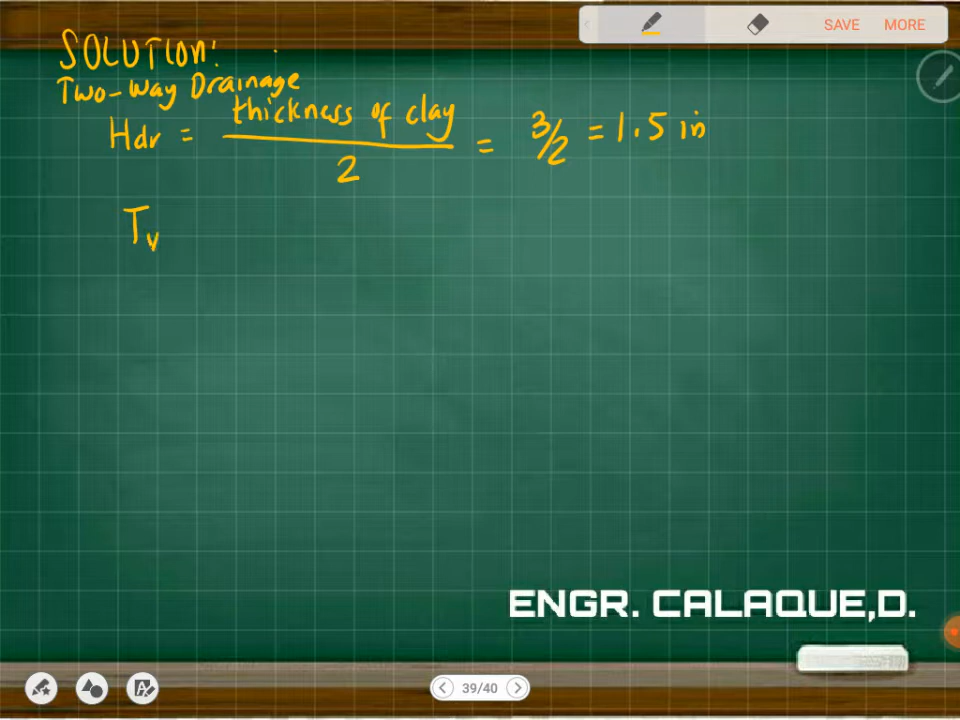 SAVE MORE
SOLUTION:
Two-Way Drainage
Hdr = thickness of clay / 2 = 3/2 = 1.5 in
Tv
ENGR. CALAQUE,D.
39/40